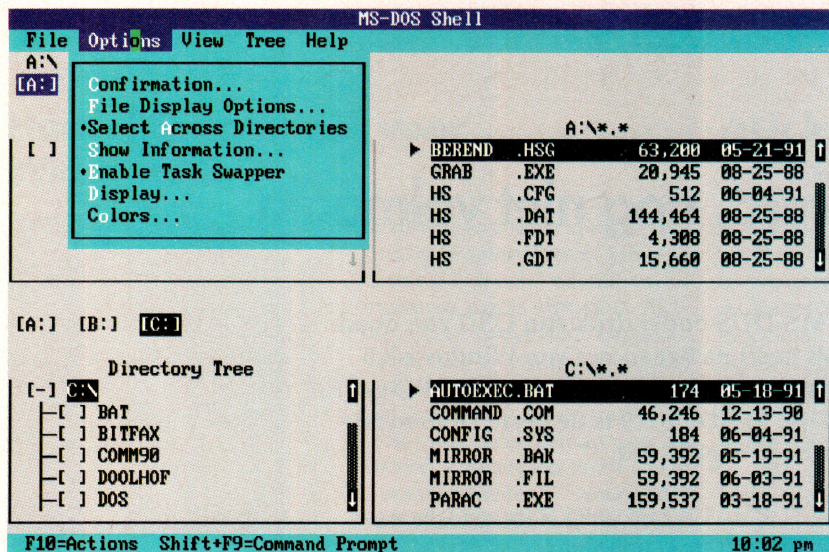 MS-DOS Shell
File Options View Tree Help
A:\
[A:]
Confirmation...
File Display Options...
•Select Across Directories
Show Information...
•Enable Task Swapper
Display...
Colors...
[ ]
A:\*.*
► BEREND .HSG 63,200 05-21-91 ↑
GRAB .EXE 20,945 08-25-88
HS .CFG 512 06-04-91
HS .DAT 144,464 08-25-88
HS .FDT 4,308 08-25-88
HS .GDT 15,660 08-25-88 ↓
[A:] [B:] [C:]
Directory Tree
[-] C:\
[ ] BAT
[ ] BITFAX
[ ] COMM90
[ ] DOOLHOF
[ ] DOS
C:\*.*
► AUTOEXEC.BAT 174 05-18-91 ↑
COMMAND .COM 46,246 12-13-90
CONFIG .SYS 184 06-04-91
MIRROR .BAK 59,392 05-19-91
MIRROR .FIL 59,392 06-03-91
PARAC .EXE 159,537 03-18-91 ↓
F10=Actions Shift+F9=Command Prompt 10:02 pm